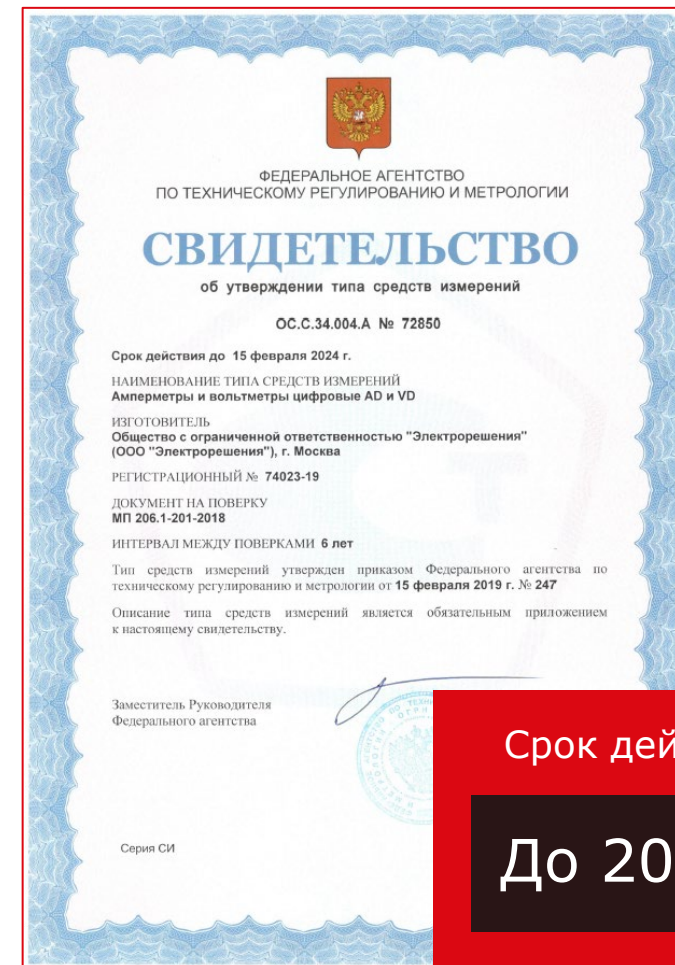 ФЕДЕРАЛЬНОЕ АГЕНТСТВО
ПО ТЕХНИЧЕСКОМУ РЕГУЛИРОВАНИЮ И МЕТРОЛОГИИ
СВИДЕТЕЛЬСТВО
об утверждении типа средств измерений
ОС.С.34.004.А № 72850
Срок действия до 15 февраля 2024 г.
НАИМЕНОВАНИЕ ТИПА СРЕДСТВ ИЗМЕРЕНИЙ
Амперметры и вольтметры цифровые AD и VD
ИЗГОТОВИТЕЛЬ
Общество с ограниченной ответственностью "Электрорешения"
(ООО "Электрорешения"), г. Москва
РЕГИСТРАЦИОННЫЙ № 74023-19
ДОКУМЕНТ НА ПОВЕРКУ
МП 206.1-201-2018
ИНТЕРВАЛ МЕЖДУ ПОВЕРКАМИ 6 лет
Тип средств измерений утвержден приказом Федерального агентства по
техническому регулированию и метрологии от 15 февраля 2019 г. № 247
Описание типа средств измерений является обязательным приложением
к настоящему свидетельству.
Заместитель Руководителя
Федерального агентства
Срок дей
До 20
Серия СИ